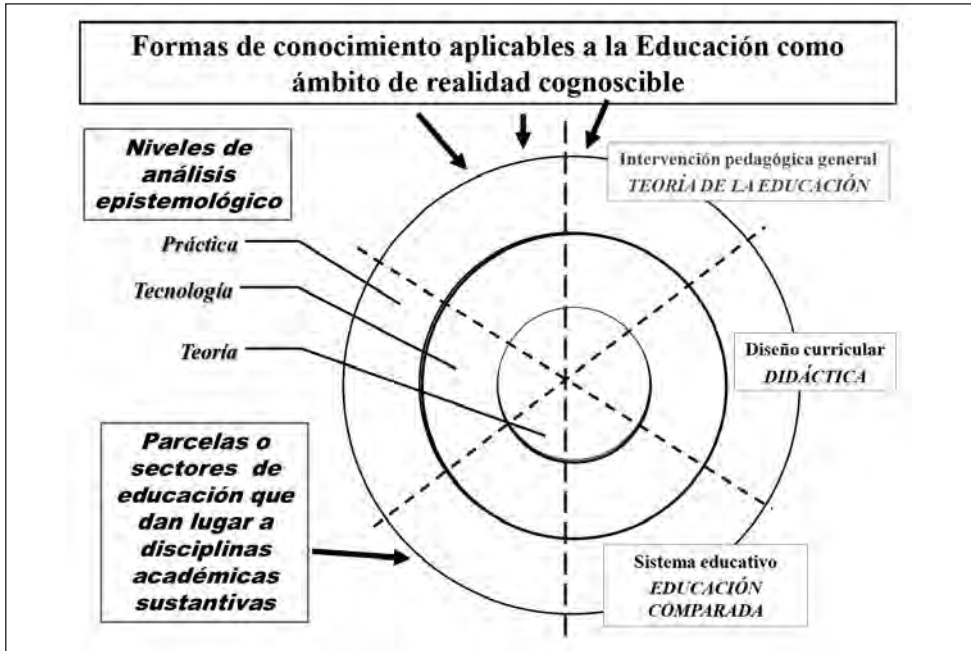 Formas de conocimiento aplicables a la Educación como
ámbito de realidad cognoscible
Niveles de
análisis
epistemológico
Práctica
Tecnología
Teoría
Parcelas o
sectores de
educación que
dan lugar a
disciplinas
académicas
sustantivas
Intervención pedagógica general
TEORÌA DE LA EDUCACIÓN
Diseño curricular
DIDÁCTICA
Sistema educativo
EDUCACIÓN
COMPARADA